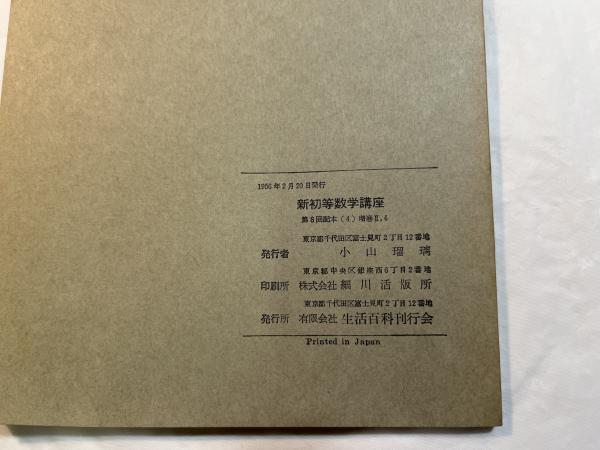 1956年2月20日発行
新初等数学講座
第8回配本(4)増巻Ⅱ,4
東京都千代田区富士見町2丁目12番地
発行者 小山瑠璃
東京都中央区銀座西6丁目2番地
印刷所 株式会社 細川活版所
東京都千代田区富士見町2丁目12番地
発行所 有限会社 生活百科刊行会
Printed in Japan